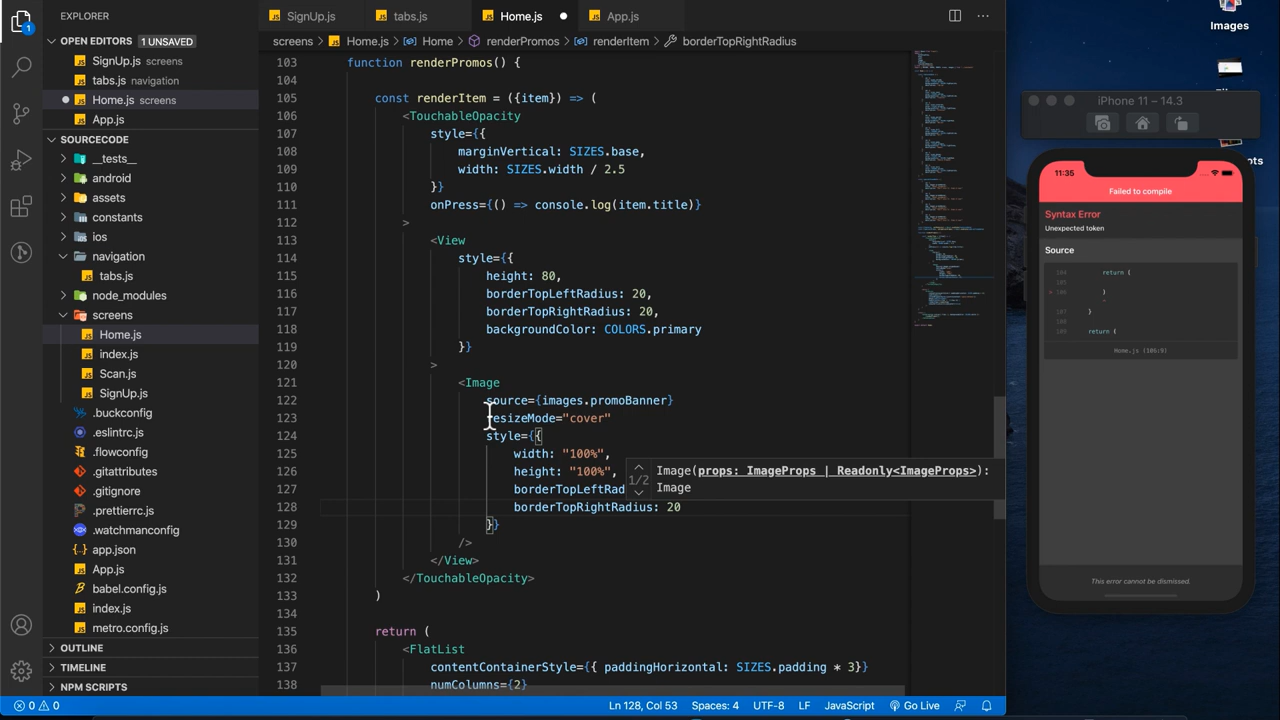 EXPLORER
OPEN EDITORS 1 UNSAVED
SignUp.js screens
tabs.js navigation
Home.js screens
App.js
SOURCECODE
__tests__
android
assets
constants
ios
navigation
tabs.js
node_modules
screens
Home.js
index.js
Scan.js
SignUp.js
.buckconfig
.eslintrc.js
.flowconfig
.gitattributes
.gitignore
.prettierrc.js
.watchmanconfig
app.json
App.js
babel.config.js
index.js
metro.config.js
OUTLINE
TIMELINE
NPM SCRIPTS
SignUp.js tabs.js Home.js App.js
screens > Home.js > Home > renderPromos > renderItem > borderTopRightRadius
103 function renderPromos() {
104
105 const renderItem = ({item}) => (
106 <TouchableOpacity
107 style={{
108 marginVertical: SIZES.base,
109 width: SIZES.width / 2.5
110 }}
111 onPress={() => console.log(item.title)}
112 >
113 <View
114 style={{
115 height: 80,
116 borderTopLeftRadius: 20,
117 borderTopRightRadius: 20,
118 backgroundColor: COLORS.primary
119 }}
120 >
121 <Image
122 source={images.promoBanner}
123 resizeMode="cover"
124 style={{
125 width: "100%",
126 height: "100%",
127 borderTopLeftRad
128 borderTopRightRadius: 20
129 }}
130 />
131 </View>
132 </TouchableOpacity>
133 )
134
135 return (
136 <FlatList
137 contentContainerStyle={{ paddingHorizontal: SIZES.padding * 3}}
138 numColumns={2}
1/2 Image(props: ImageProps | Readonly<ImageProps>):
Image
0 0 Ln 128, Col 53 Spaces: 4 UTF-8 LF JavaScript Go Live
1
Images
iPhone 11 – 14.3
11:35
Failed to compile
Syntax Error
Unexpected token
Source
return (
)
107 }
return (
Home.js (106:9)
This error cannot be dismissed.